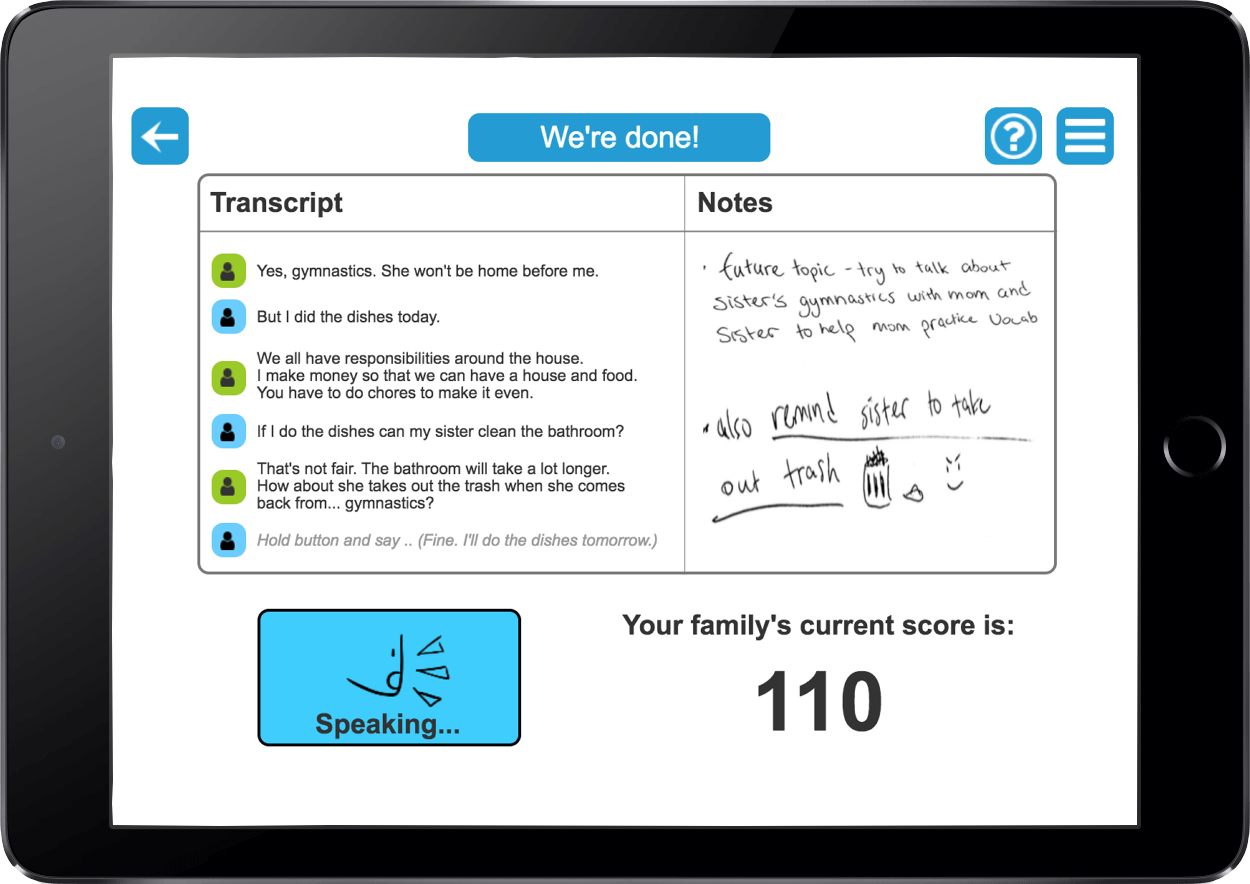 We're done!
Transcript
Notes
Yes, gymnastics. She won't be home before me.
But I did the dishes today.
We all have responsibilities around the house.
I make money so that we can have a house and food.
You have to do chores to make it even.
If I do the dishes can my sister clean the bathroom?
That's not fair. The bathroom will take a lot longer.
How about she takes out the trash when she comes
back from... gymnastics?
Hold button and say .. (Fine. I'll do the dishes tomorrow.)
· future topic - try to talk about
sister's gymnastics with mom and
sister to help mom practice vocab
• also remind sister to take
out trash
Speaking...
Your family's current score is:
110